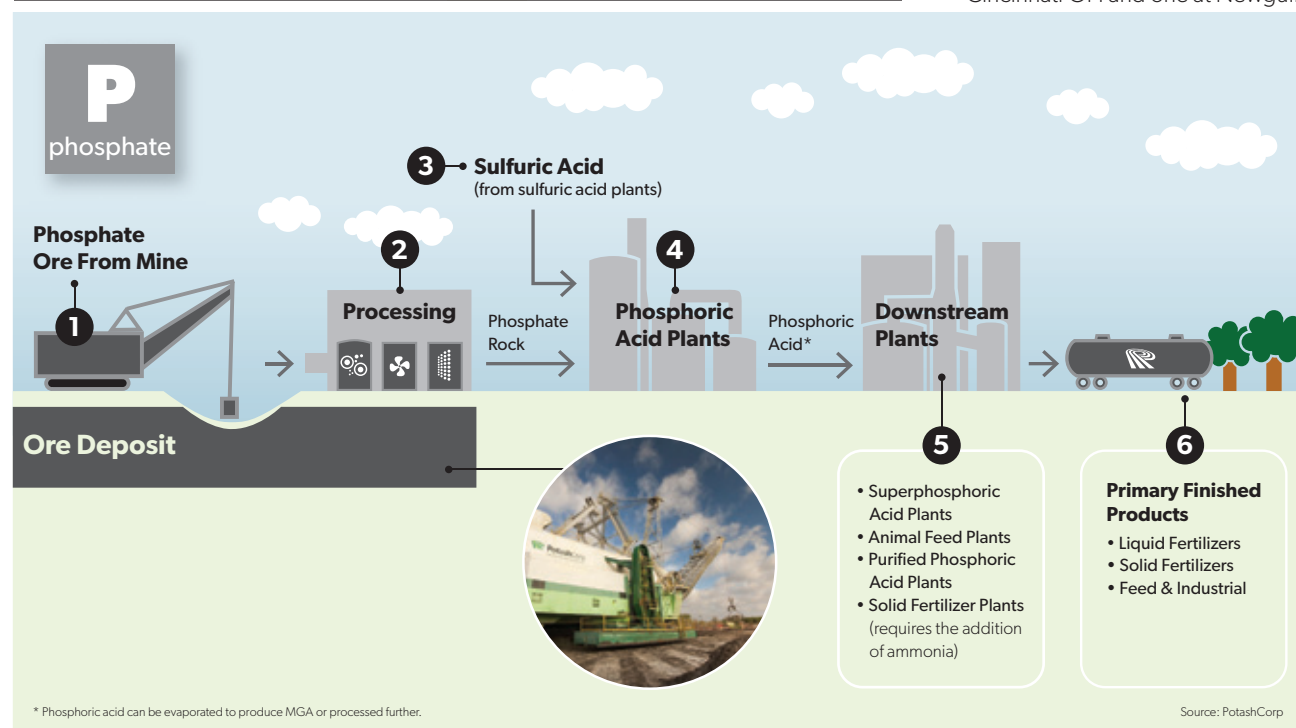 P
phosphate
3 Sulfuric Acid
(from sulfuric acid plants)
Phosphate
Ore From Mine
1
2
Processing
Phosphate
Rock
4
Phosphoric
Acid Plants
Phosphoric
Acid*
Downstream
Plants
Ore Deposit
PotashCorp
5
• Superphosphoric
Acid Plants
• Animal Feed Plants
• Purified Phosphoric
Acid Plants
• Solid Fertilizer Plants
(requires the addition
of ammonia)
6
Primary Finished
Products
• Liquid Fertilizers
• Solid Fertilizers
• Feed & Industrial
* Phosphoric acid can be evaporated to produce MGA or processed further.
Source: PotashCorp